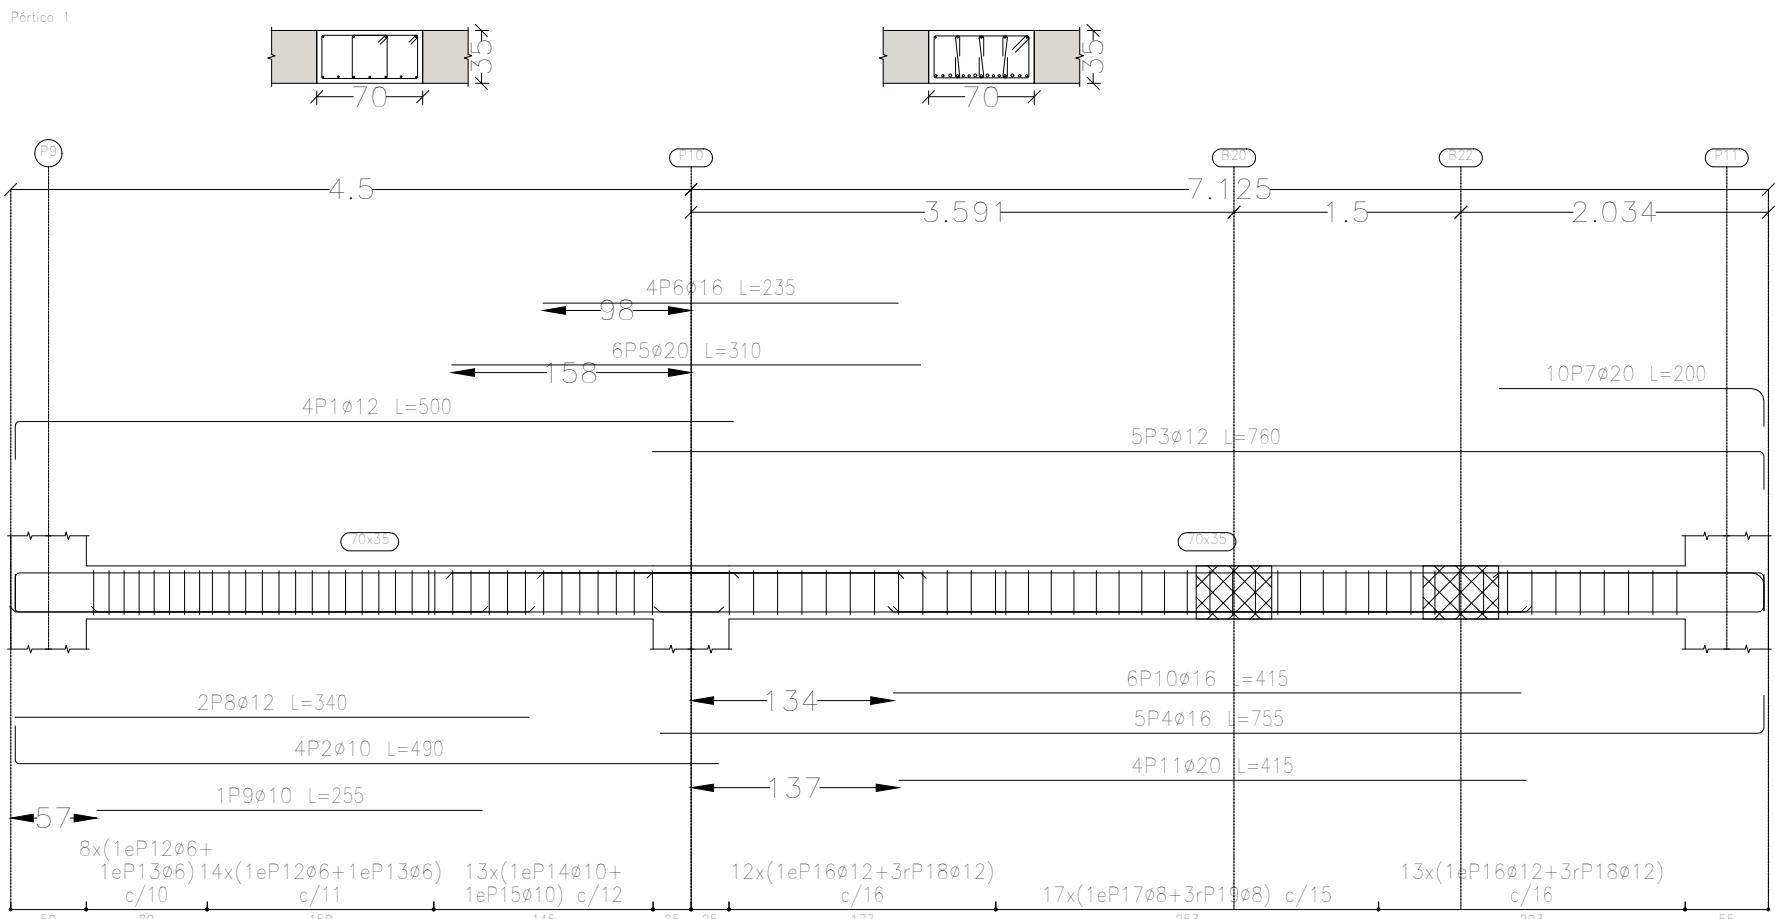 Pórtico 1
35
70
35
70
P9
P10
B20
B22
P11
4.5
7.125
3.591
1.5
2.034
4P6ø16 L=235
98
6P5ø20 L=310
158
10P7ø20 L=200
4P1ø12 L=500
5P3ø12 L=760
70x35
70x35
6P10ø16 L=415
134
2P8ø12 L=340
5P4ø16 L=755
4P2ø10 L=490
4P11ø20 L=415
137
1P9ø10 L=255
57
8x(1eP12ø6+
1eP13ø6)
c/10
14x(1eP12ø6+1eP13ø6)
c/11
13x(1eP14ø10+
1eP15ø10) c/12
12x(1eP16ø12+3rP18ø12)
c/16
17x(1eP17ø8+3rP19ø8) c/15
13x(1eP16ø12+3rP18ø12)
c/16